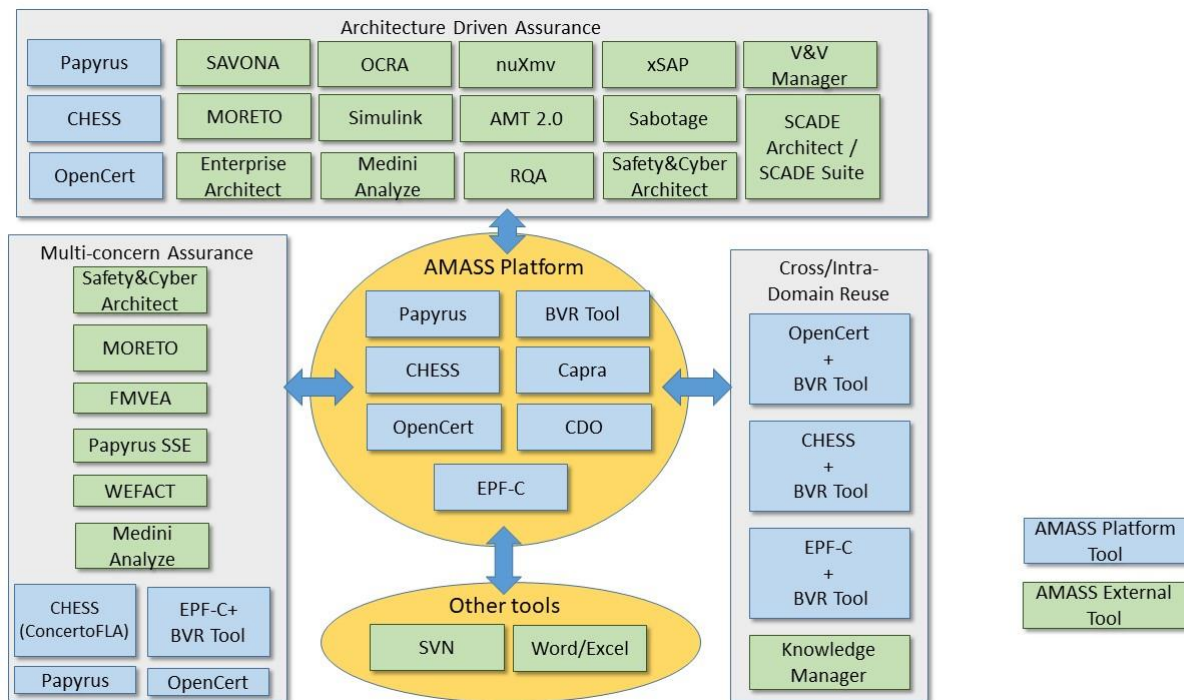 Architecture Driven Assurance
Papyrus
SAVONA
OCRA
nuXmv
xSAP
V&V
Manager
CHESS
MORETO
Simulink
AMT 2.0
Sabotage
SCADE
Architect /
SCADE Suite
OpenCert
Enterprise
Architect
Medini
Analyze
RQA
Safety&Cyber
Architect
Multi-concern Assurance
Safety&Cyber
Architect
MORETO
FMVEA
Papyrus SSE
WEFACT
Medini
Analyze
CHESS
(ConcertoFLA)
EPF-C+
BVR Tool
Papyrus
OpenCert
AMASS Platform
Papyrus
BVR Tool
CHESS
Capra
OpenCert
CDO
EPF-C
Other tools
SVN
Word/Excel
Cross/Intra-
Domain Reuse
OpenCert
+
BVR Tool
CHESS
+
BVR Tool
EPF-C
+
BVR Tool
Knowledge
Manager
AMASS Platform
Tool
AMASS External
Tool